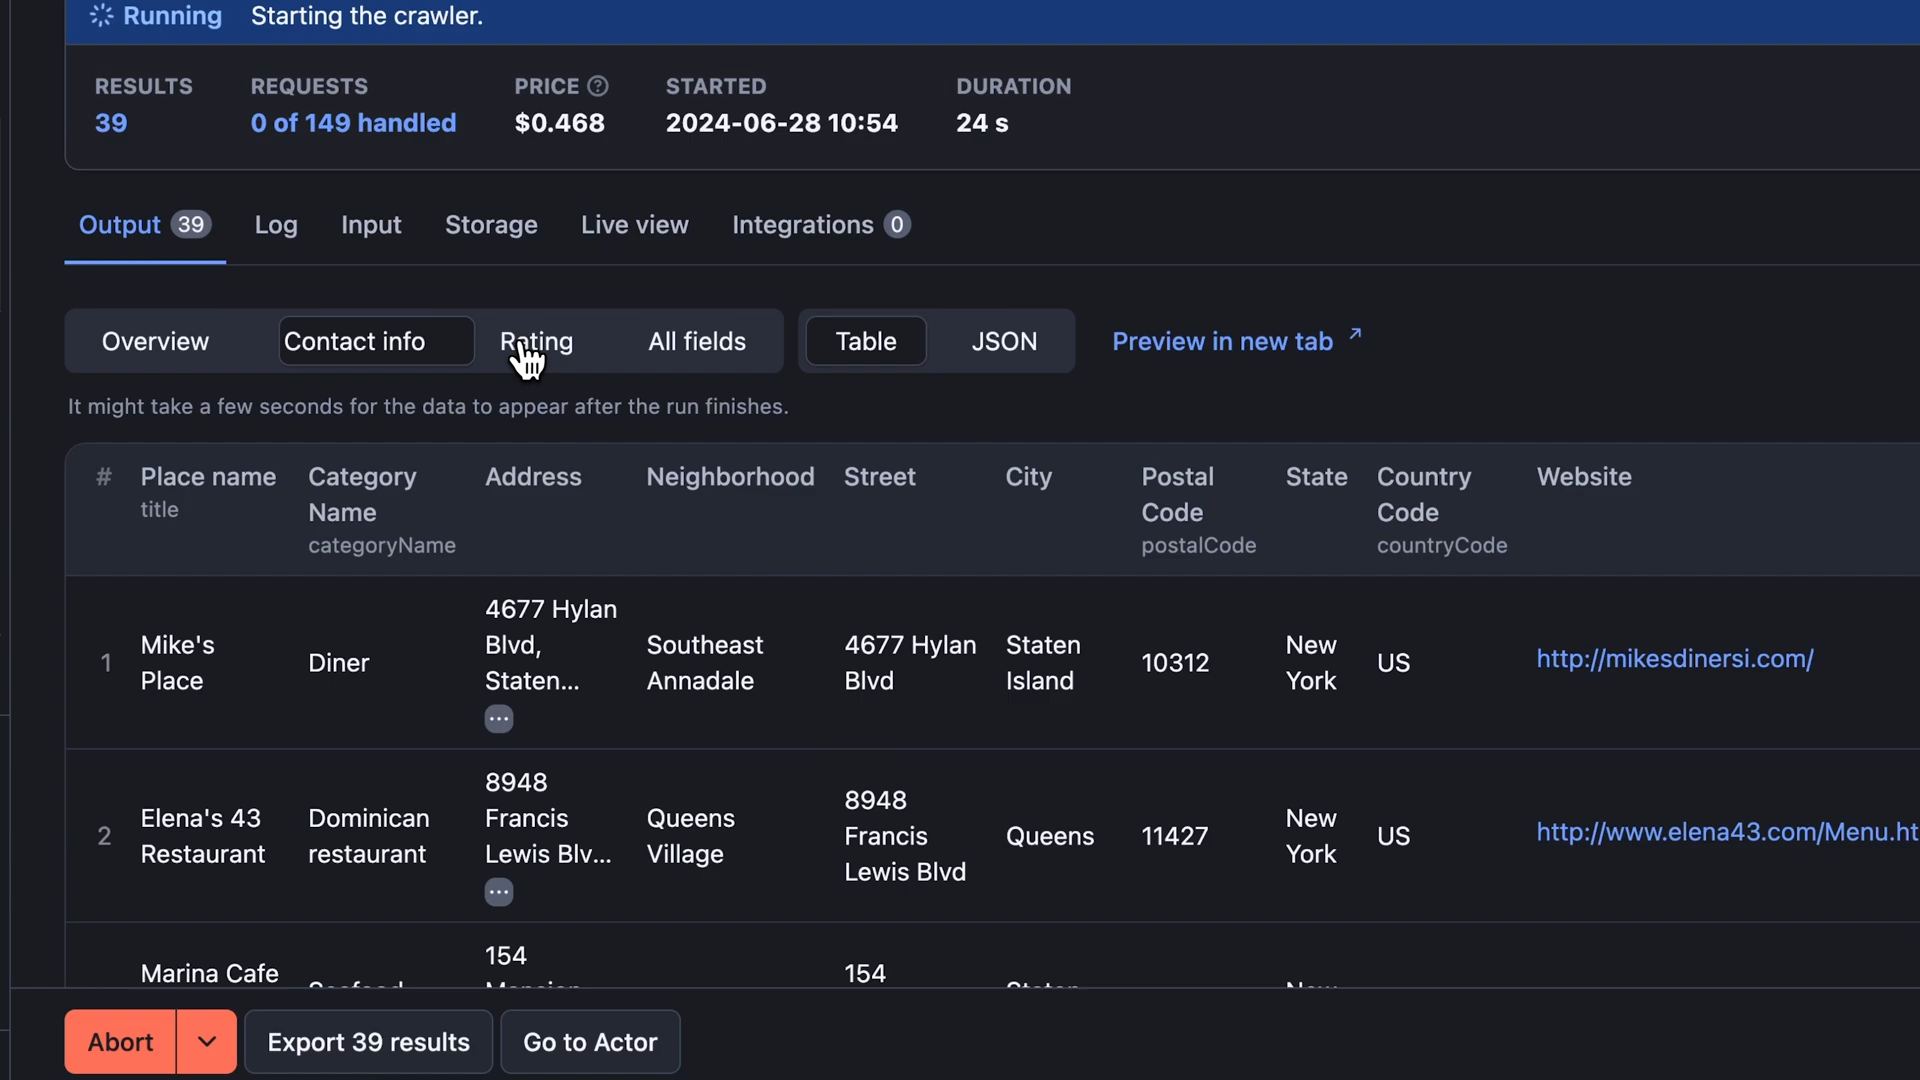 Running Starting the crawler.
RESULTS REQUESTS PRICE STARTED DURATION
39 0 of 149 handled $0.468 2024-06-28 10:54 24 s
Output 39 Log Input Storage Live view Integrations 0
Overview Contact info Rating All fields Table JSON Preview in new tab
It might take a few seconds for the data to appear after the run finishes.
# Place name Category Address Neighborhood Street City Postal State Country Website
title Name Code Code
categoryName postalCode countryCode
4677 Hylan
Mike's Blvd, Southeast 4677 Hylan Staten New
1 Diner 10312 US http://mikesdinersi.com/
Place Staten... Annadale Blvd Island York
8948
8948
Elena's 43 Dominican Francis Queens New
2 Francis Queens 11427 US http://www.elena43.com/Menu.ht
Restaurant restaurant Lewis Blv... Village York
Lewis Blvd
154
Marina Cafe 154
Abort Export 39 results Go to Actor